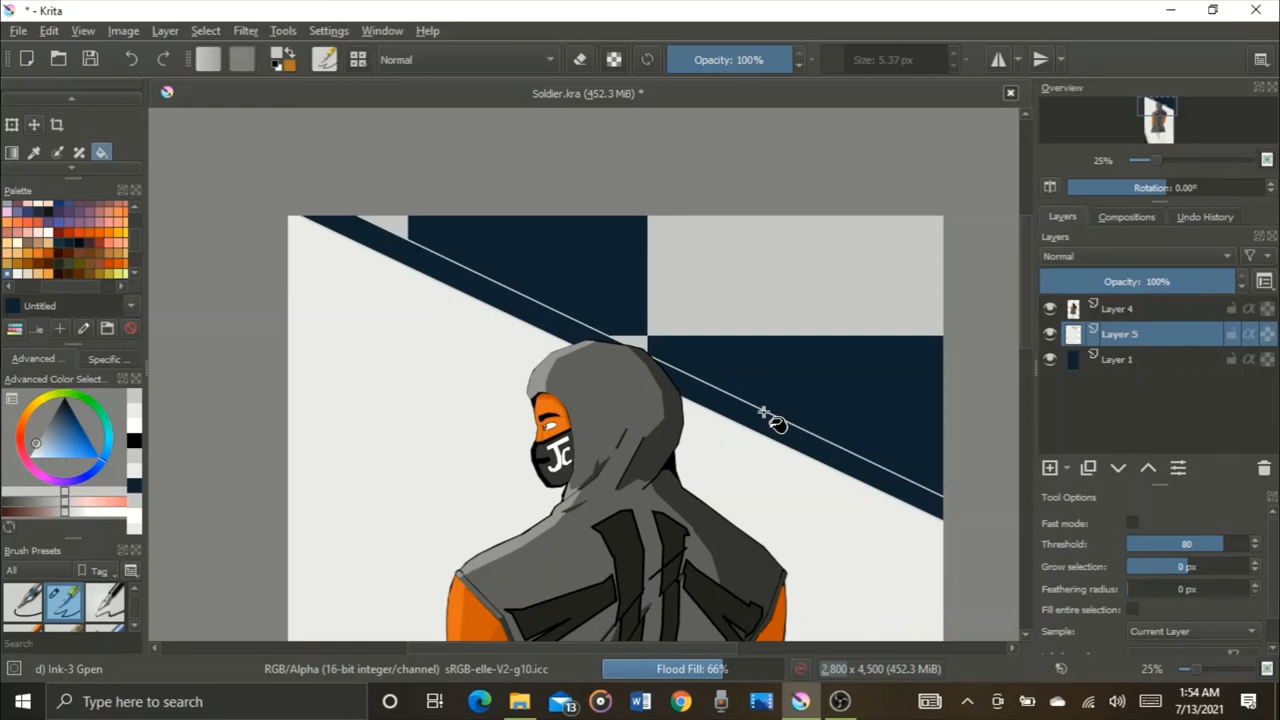 * - Krita
File Edit View Image Layer Select Filter Tools Settings Window Help
Normal Opacity: 100% Size: 5.37 px
Soldier.kra (452.3 MiB) *
Overview
25%
Rotation: 0.00°
Palette
Layers Compositions Undo History
Layers
Normal
Opacity: 100%
Layer 4
Layer 5
Layer 1
Untitled
...ie
Advanced ... Specific ...
Advanced Color Select...
Jc
Tool Options
Fast mode:
Threshold: 80
Grow selection: 0 px
Feathering radius: 0 px
Fill entire selection:
Sample: Current Layer
Brush Presets
All Tag
Search
d) Ink-3 Gpen RGB/Alpha (16-bit integer/channel) sRGB-elle-V2-g10.icc Flood Fill: 66% 2,800 x 4,500 (452.3 MiB) 25%
Type here to search 13 1:54 AM
7/13/2021